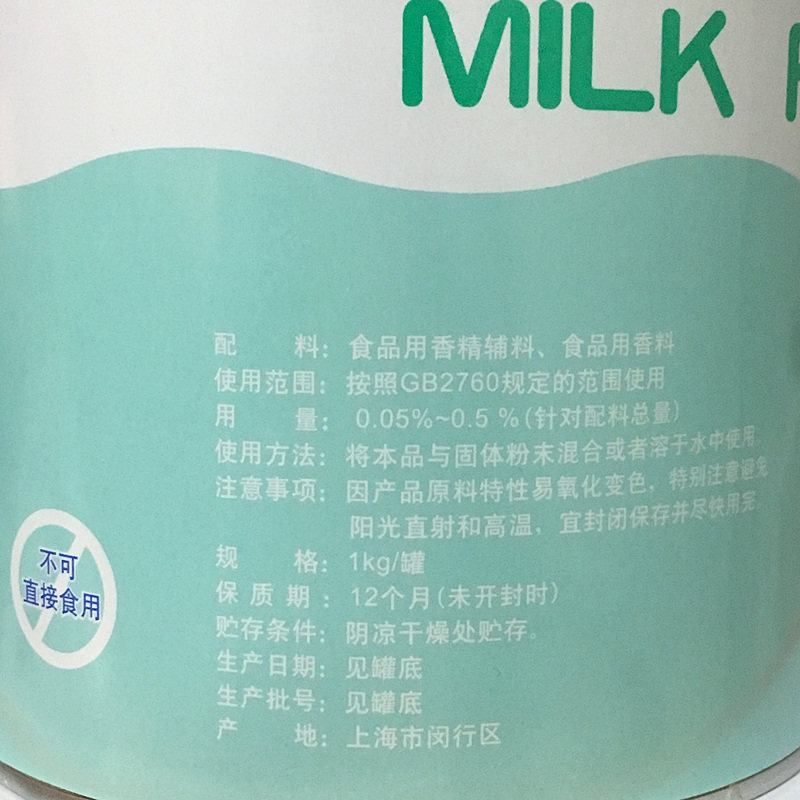 MILK
配 料：食品用香精辅料、食品用香料
使用范围：按照GB2760规定的范围使用
用 量：0.05%~0.5 %(针对配料总量)
使用方法：将本品与固体粉末混合或者溶于水中使用。
注意事项：因产品原料特性易氧化变色，特别注意避免
阳光直射和高温，宜封闭保存并尽快用完。
规 格：1kg/罐
保 质 期 ：12个月(未开封时)
贮存条件：阴凉干燥处贮存。
生产日期：见罐底
生产批号：见罐底
产 地：上海市闵行区
不可
直接食用